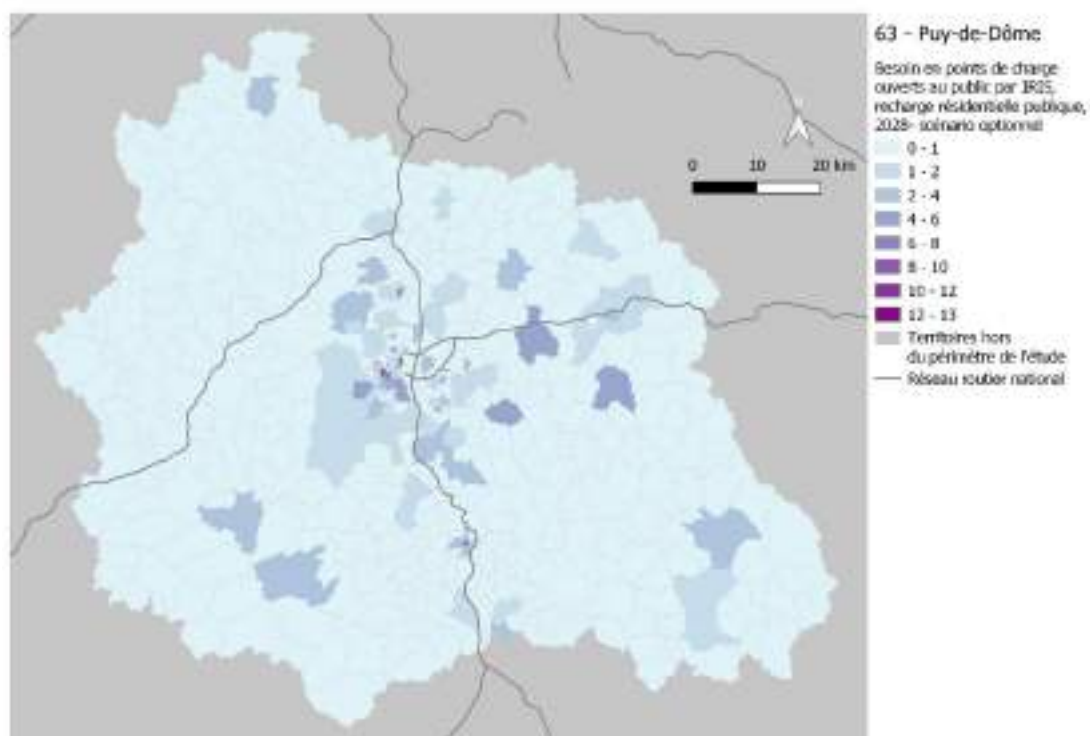 63 - Puy-de-Dôme
Besoin en points de charge
ouverts au public par IRIS,
recharge résidentielle publique,
2028- scénario optionnel
0 10 20 km
0 - 1
1 - 2
2 - 4
4 - 6
6 - 8
8 - 10
10 - 12
12 - 13
Territoires hors
du périmètre de l'étude
Réseau routier national